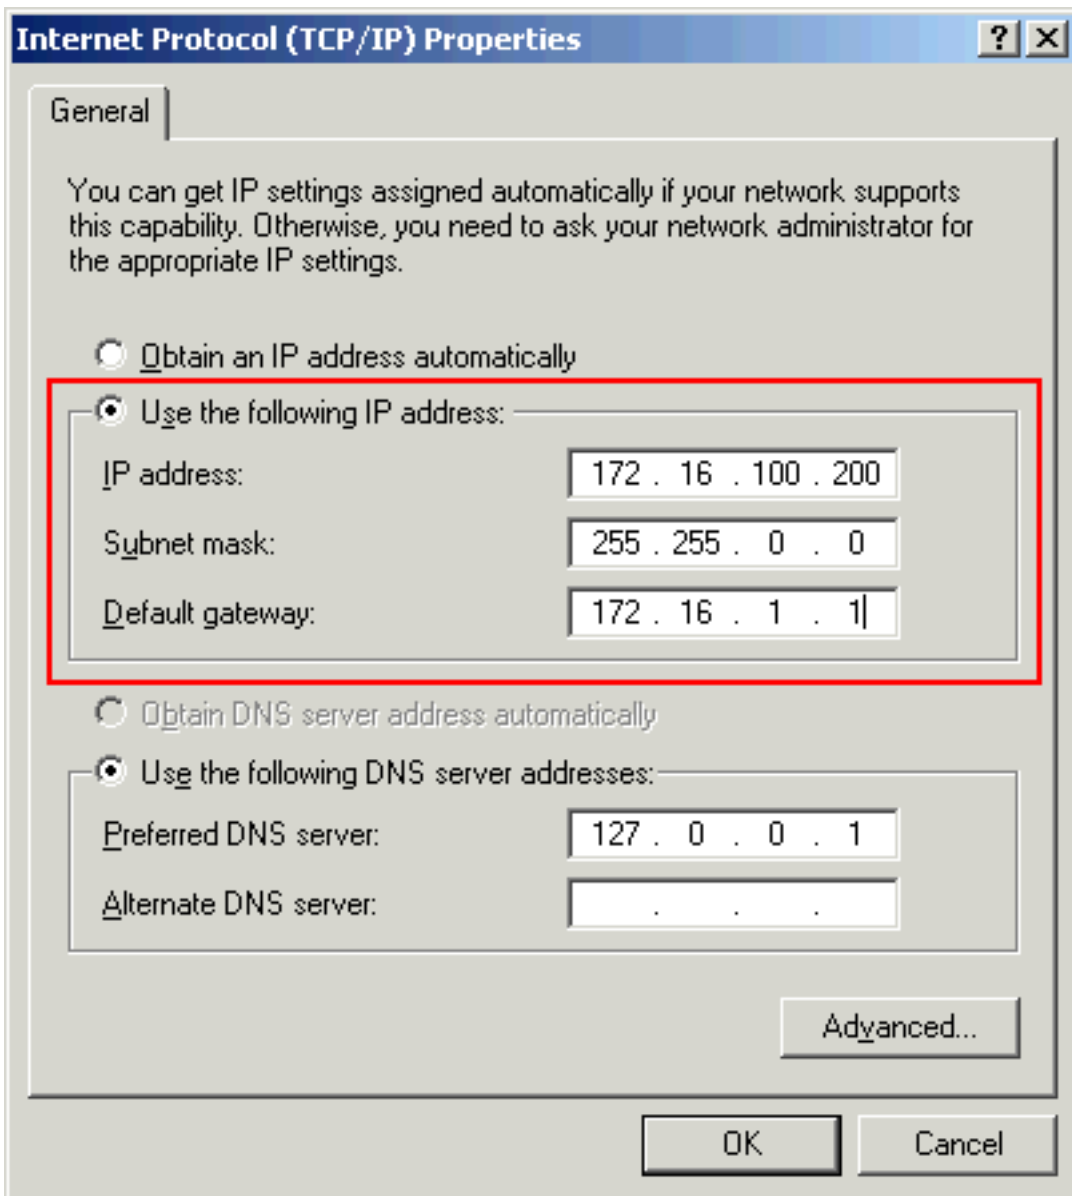 Internet Protocol (TCP/IP) Properties
General
You can get IP settings assigned automatically if your network supports
this capability. Otherwise, you need to ask your network administrator for
the appropriate IP settings.
Obtain an IP address automatically
Use the following IP address:
IP address: 172 . 16 . 100 . 200
Subnet mask: 255 . 255 . 0 . 0
Default gateway: 172 . 16 . 1 . 1
Obtain DNS server address automatically
Use the following DNS server addresses:
Preferred DNS server: 127 . 0 . 0 . 1
Alternate DNS server: . . .
Advanced...
OK Cancel